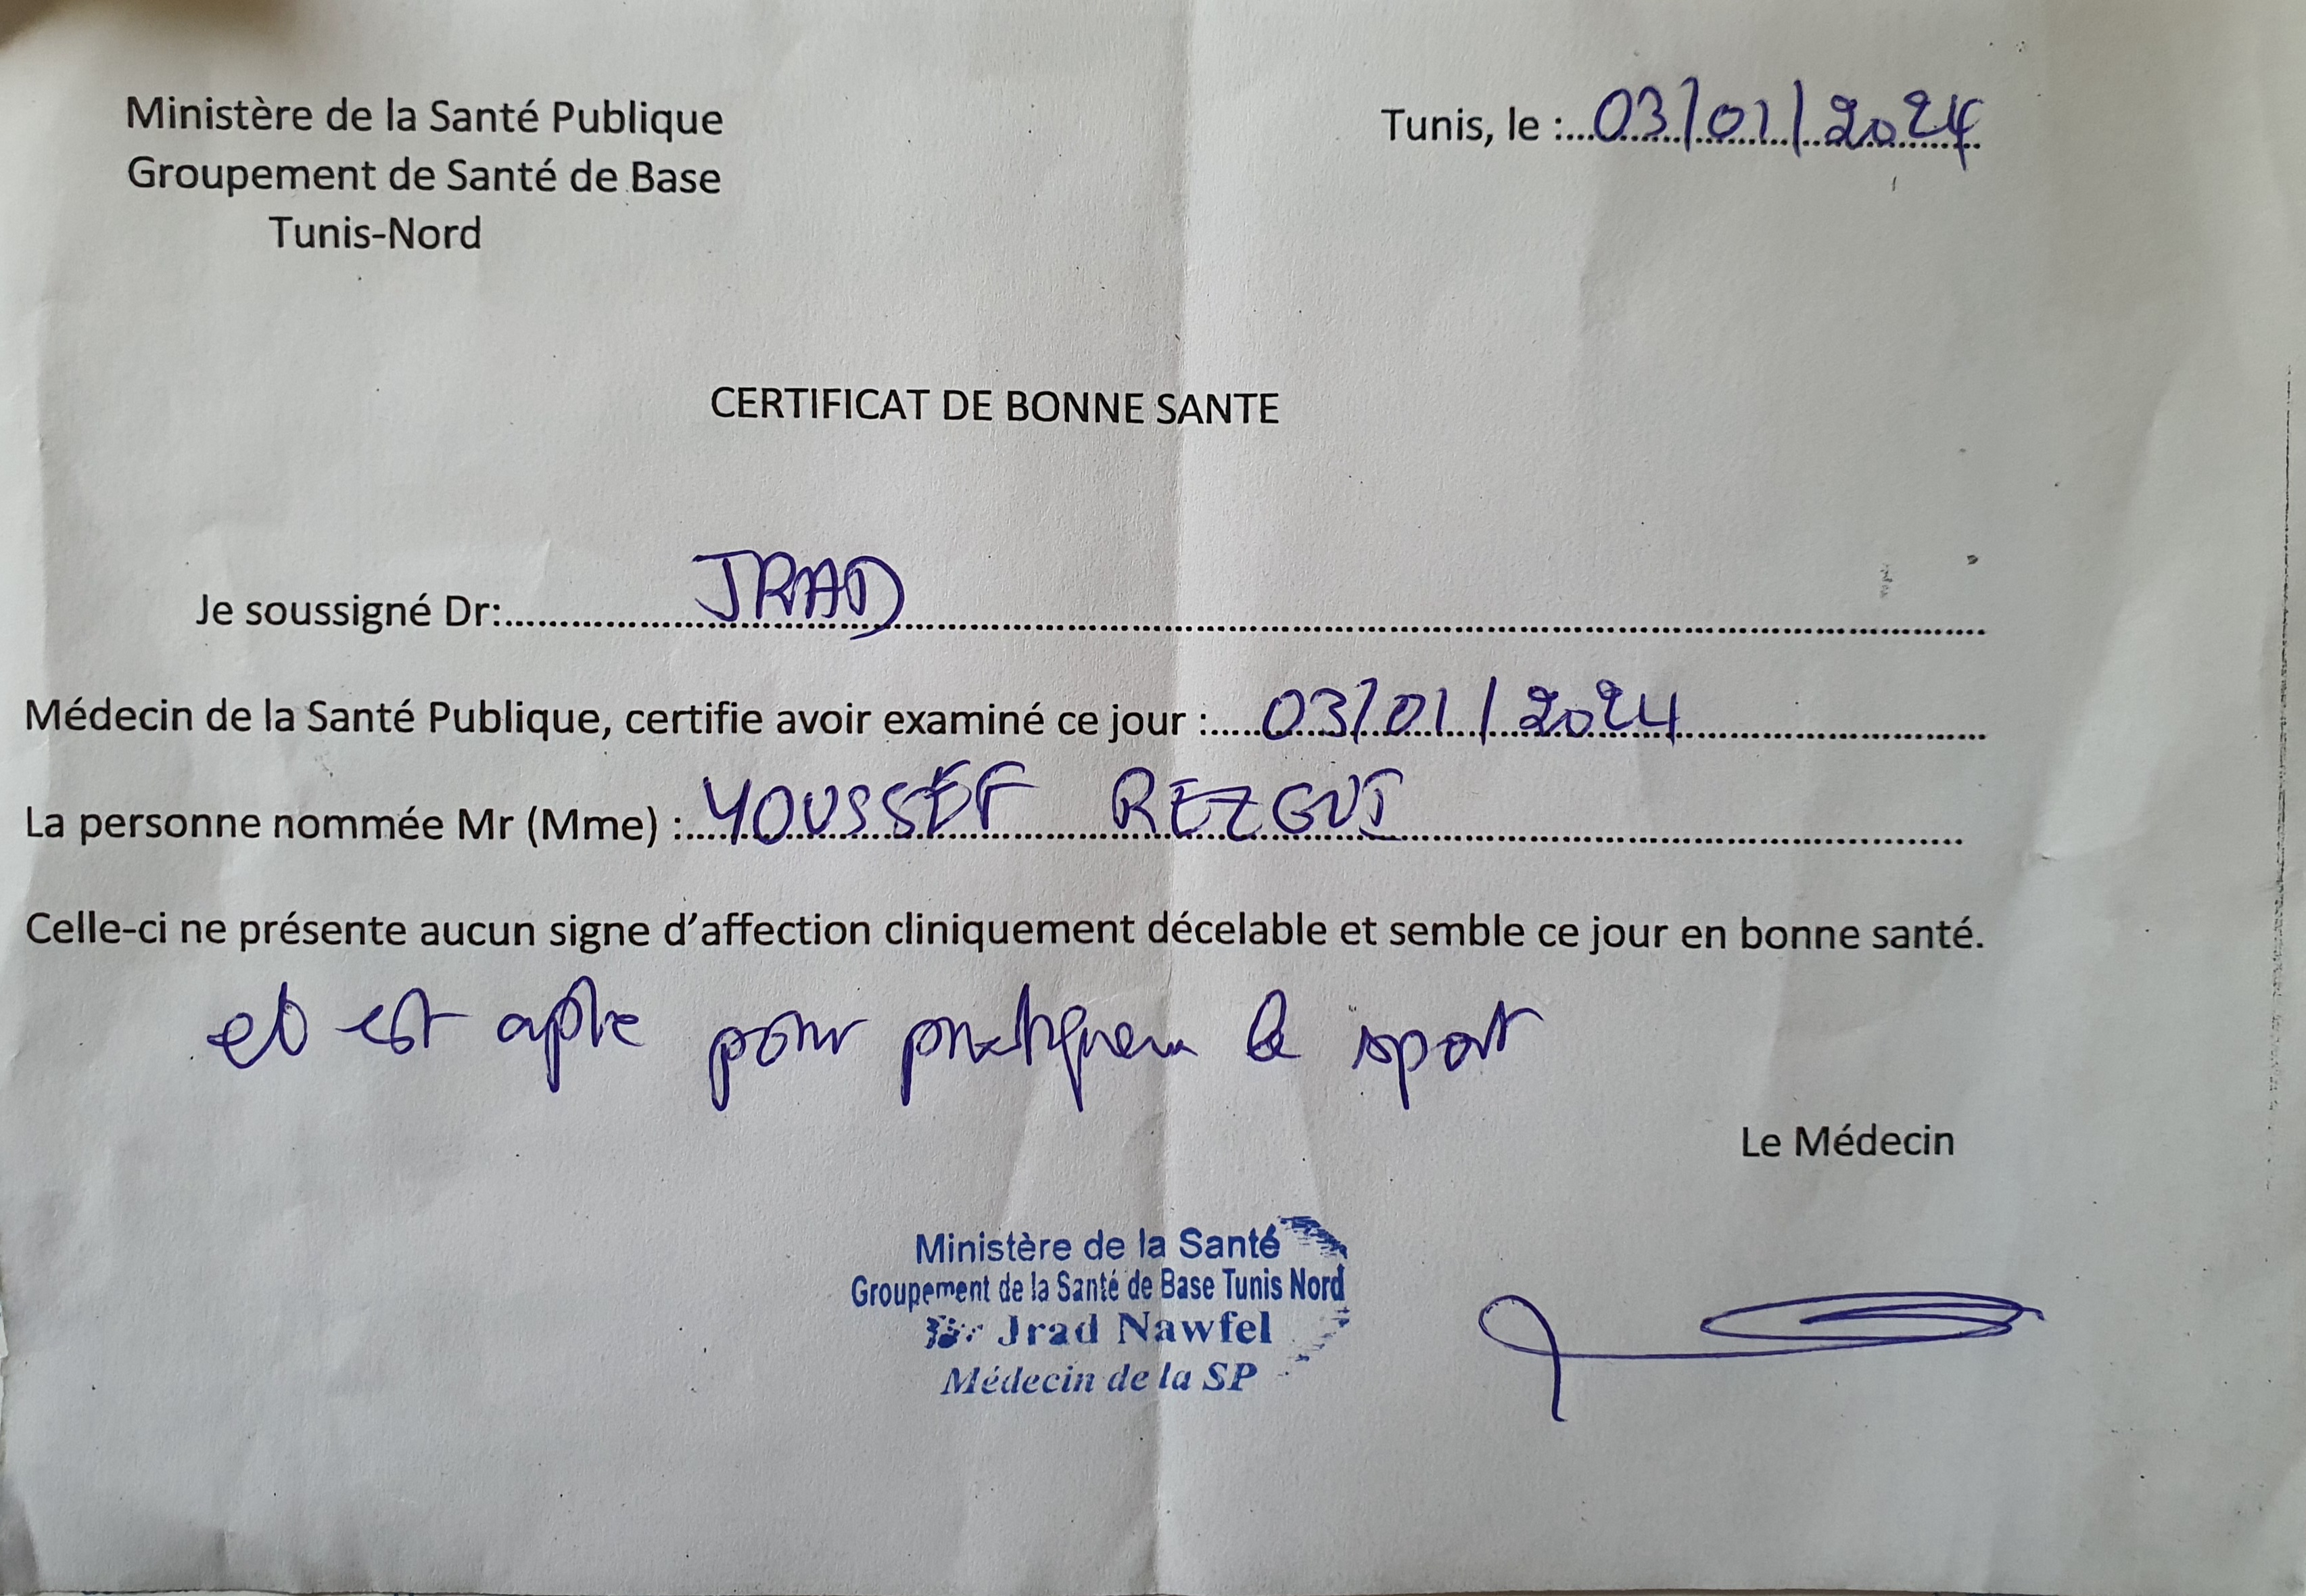 Ministère de la Santé Publique
Groupement de Santé de Base
Tunis-Nord
Tunis, le :....03/01/2024
CERTIFICAT DE BONNE SANTE
Je soussigné Dr:............JRAD............
Médecin de la Santé Publique, certifie avoir examiné ce jour :.....03/01/2024............
La personne nommée Mr (Mme) :....YOUSSEF REZGUI............
Celle-ci ne présente aucun signe d'affection cliniquement décelable et semble ce jour en bonne santé.
et est apte pour pratiquer le sport
Le Médecin
Ministère de la Santé
Groupement de la Santé de Base Tunis Nord
Jrad Nawfel
Médecin de la SP